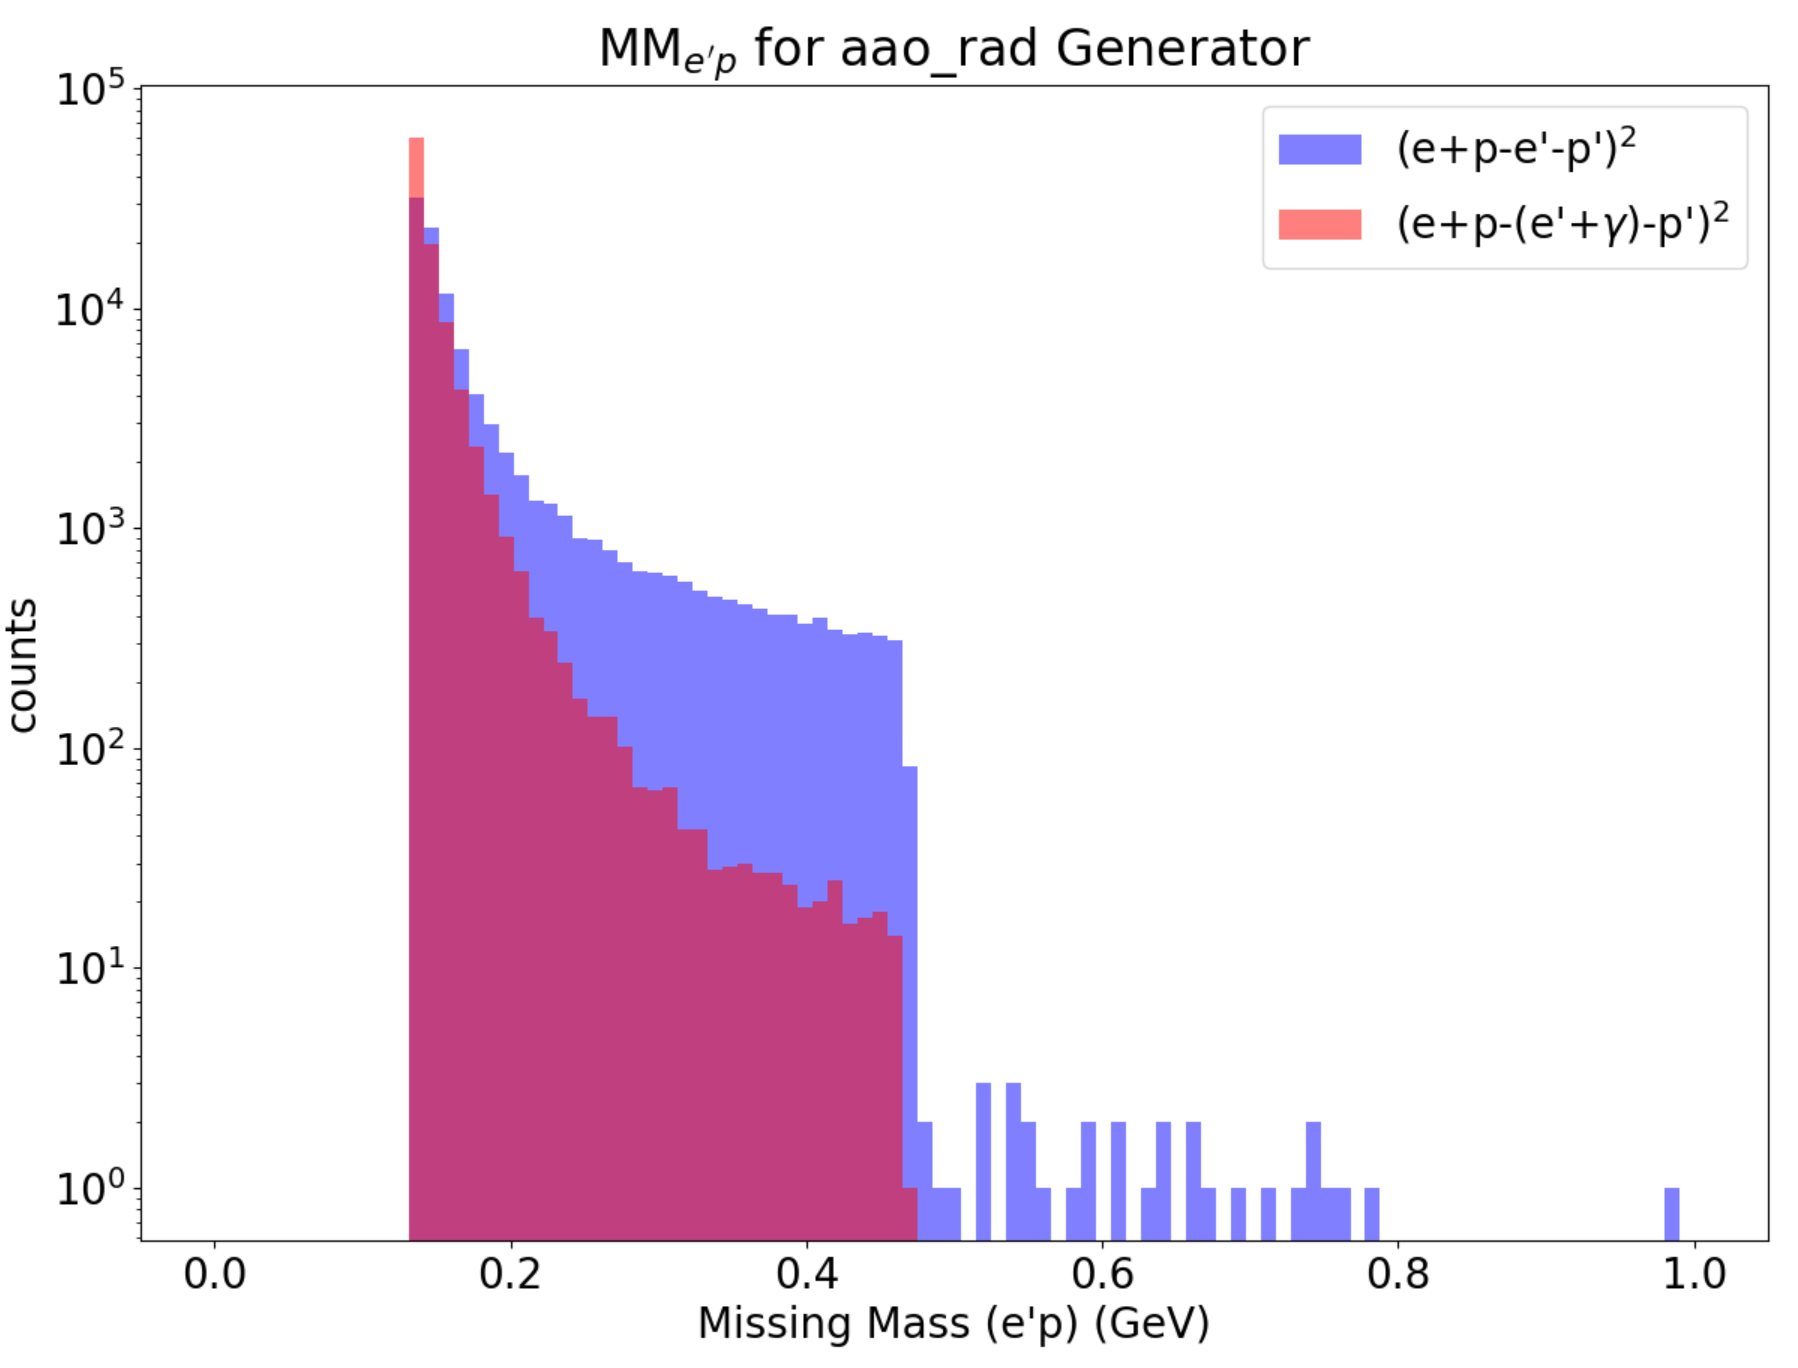 MM_{e'p} for aao_rad Generator
(e+p-e'-p')²
(e+p-(e'+γ)-p')²
counts
10⁵
10⁴
10³
10²
10¹
10⁰
0.0 0.2 0.4 0.6 0.8 1.0
Missing Mass (e'p) (GeV)